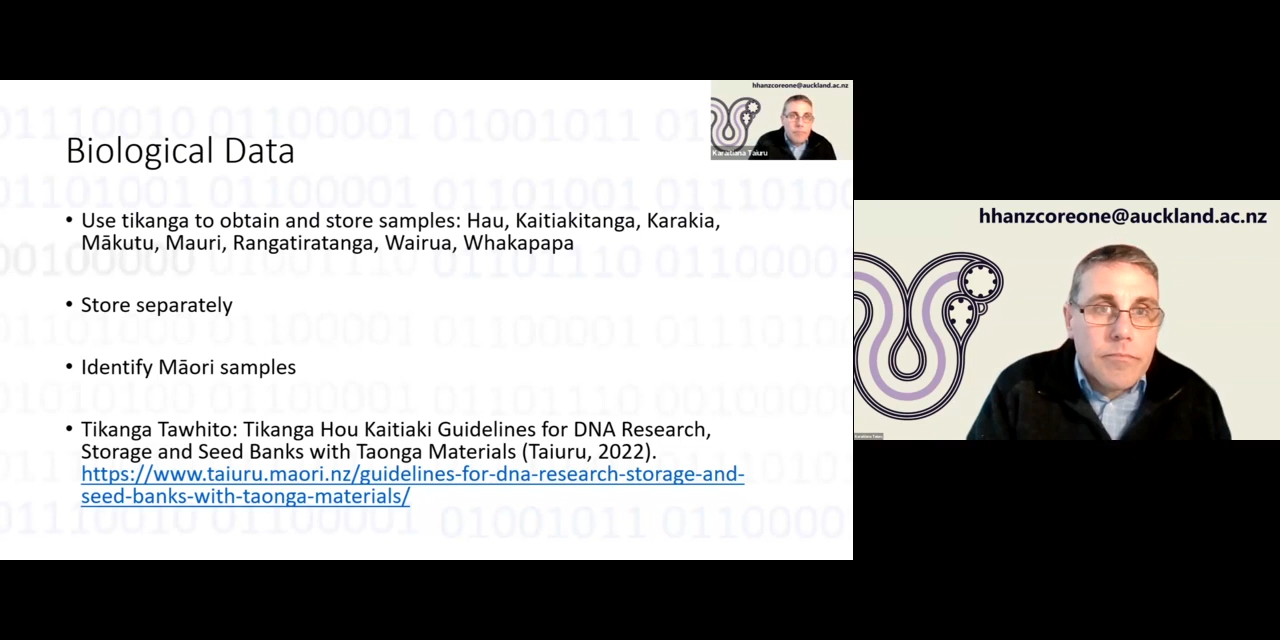 hhanzcoreone@auckland.ac.nz
Karaitiana Taiuru
Biological Data
• Use tikanga to obtain and store samples: Hau, Kaitiakitanga, Karakia,
Mākutu, Mauri, Rangatiratanga, Wairua, Whakapapa
• Store separately
• Identify Māori samples
• Tikanga Tawhito: Tikanga Hou Kaitiaki Guidelines for DNA Research,
Storage and Seed Banks with Taonga Materials (Taiuru, 2022).
https://www.taiuru.maori.nz/guidelines-for-dna-research-storage-and-
seed-banks-with-taonga-materials/
hhanzcoreone@auckland.ac.nz
Karaitiana Taiuru